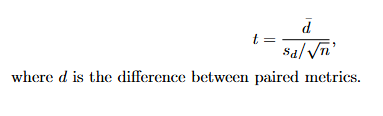 t = d̄ / (s_d/√n),
where d is the difference between paired metrics.